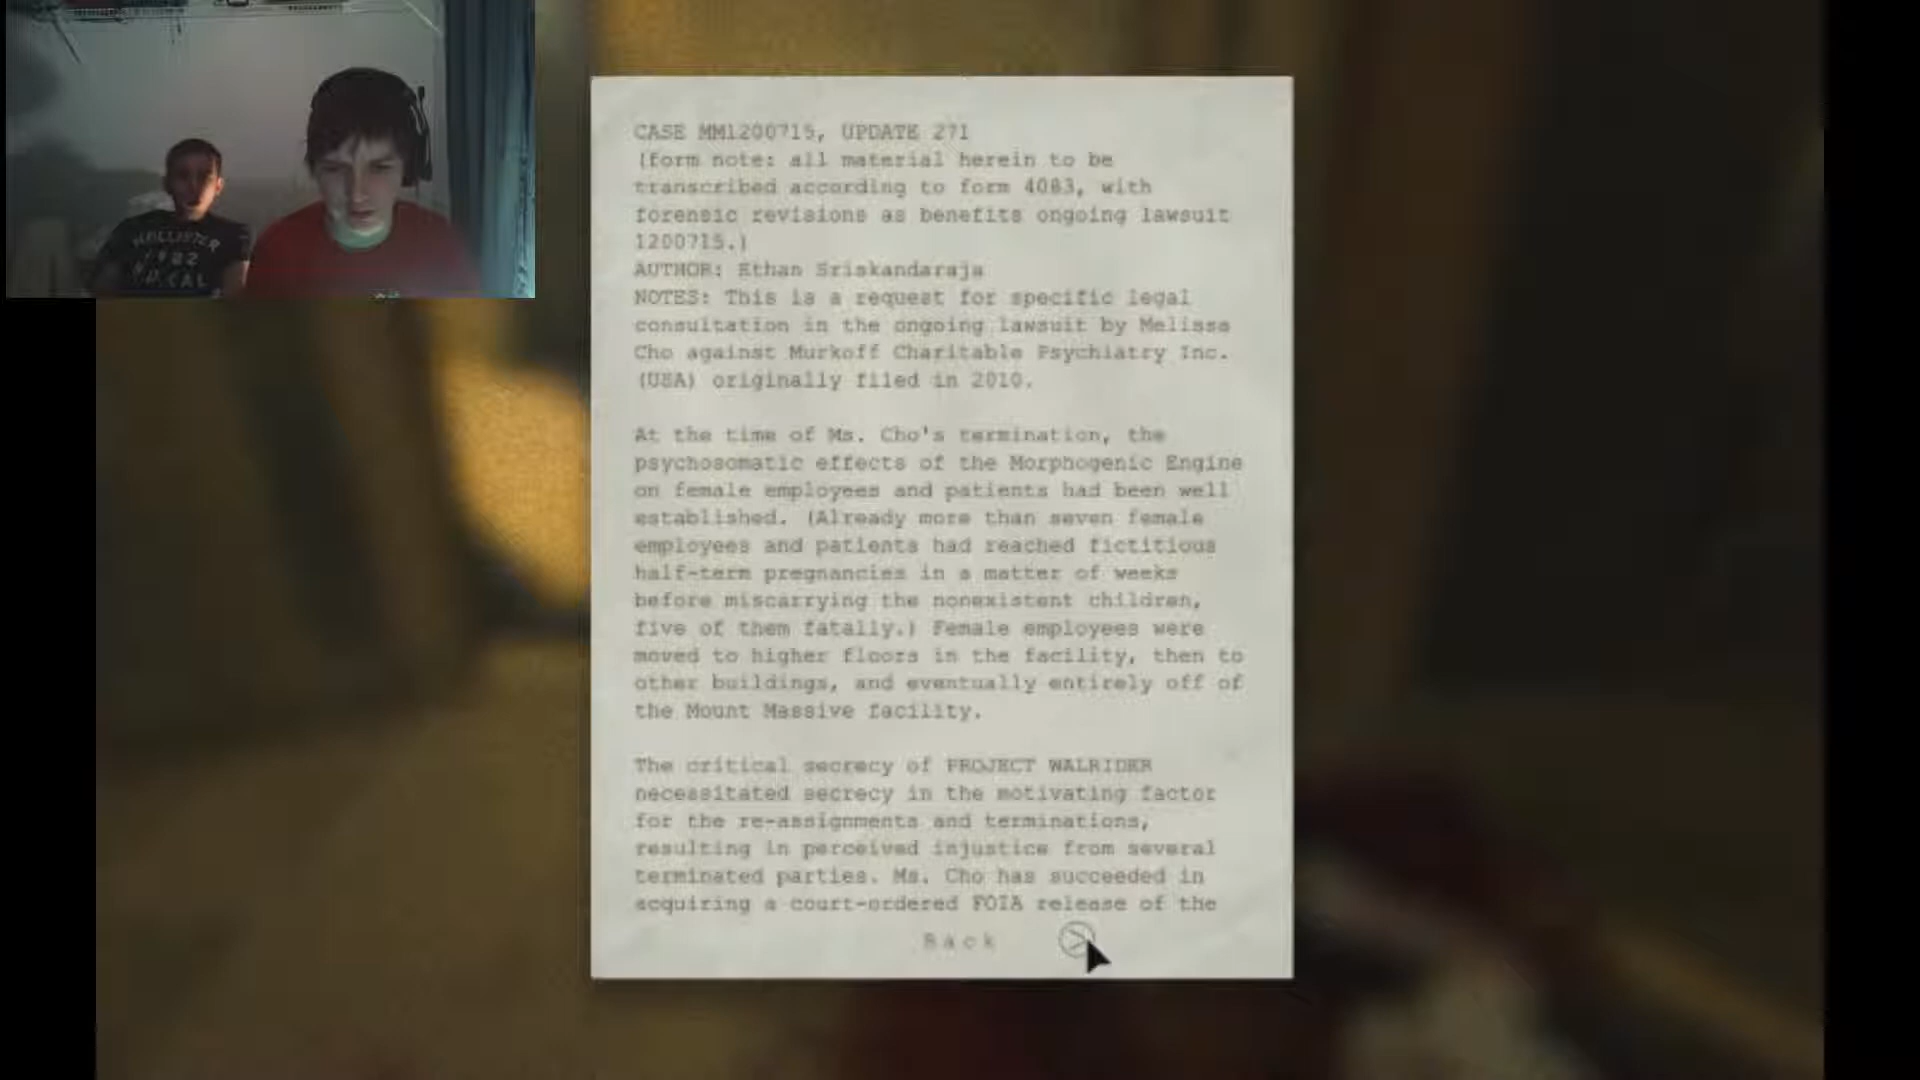 HOLLISTER
1922
CASE MM1200715, UPDATE 271
(form note: all material herein to be
transcribed according to form 4083, with
forensic revisions as benefits ongoing lawsuit
1200715.)
AUTHOR: Ethan Sriskandaraja
NOTES: This is a request for specific legal
consultation in the ongoing lawsuit by Melissa
Cho against Murkoff Charitable Psychiatry Inc.
(USA) originally filed in 2010.
At the time of Ms. Cho's termination, the
psychosomatic effects of the Morphogenic Engine
on female employees and patients had been well
established. (Already more than seven female
employees and patients had reached fictitious
half-term pregnancies in a matter of weeks
before miscarrying the nonexistent children,
five of them fatally.) Female employees were
moved to higher floors in the facility, then to
other buildings, and eventually entirely off of
the Mount Massive facility.
The critical secrecy of PROJECT WALRIDER
necessitated secrecy in the motivating factor
for the re-assignments and terminations,
resulting in perceived injustice from several
terminated parties. Ms. Cho has succeeded in
acquiring a court-ordered FOIA release of the
Back >